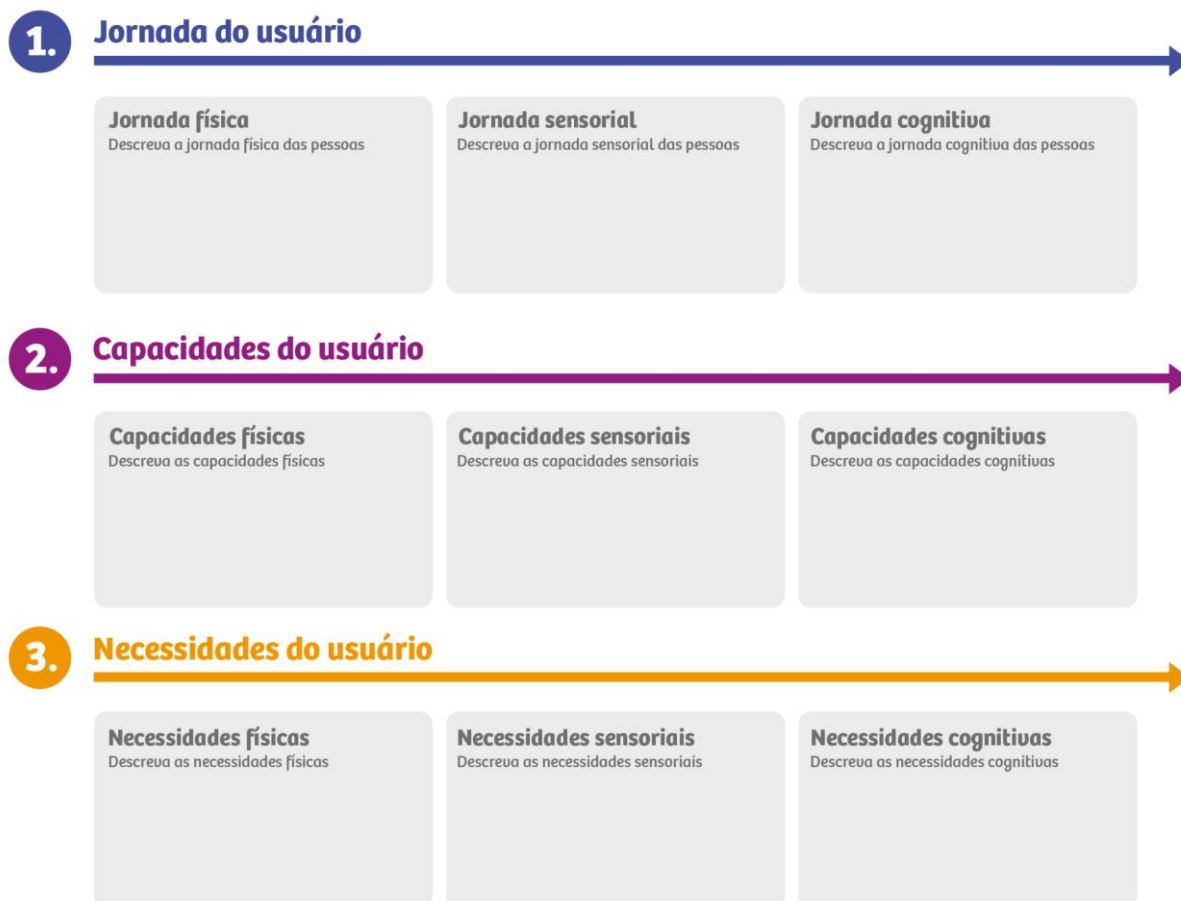 1.
Jornada do usuário
Jornada física
Descreva a jornada física das pessoas
Jornada sensorial
Descreva a jornada sensorial das pessoas
Jornada cognitiva
Descreva a jornada cognitiva das pessoas
2.
Capacidades do usuário
Capacidades físicas
Descreva as capacidades físicas
Capacidades sensoriais
Descreva as capacidades sensoriais
Capacidades cognitivas
Descreva as capacidades cognitivas
3.
Necessidades do usuário
Necessidades físicas
Descreva as necessidades físicas
Necessidades sensoriais
Descreva as necessidades sensoriais
Necessidades cognitivas
Descreva as necessidades cognitivas